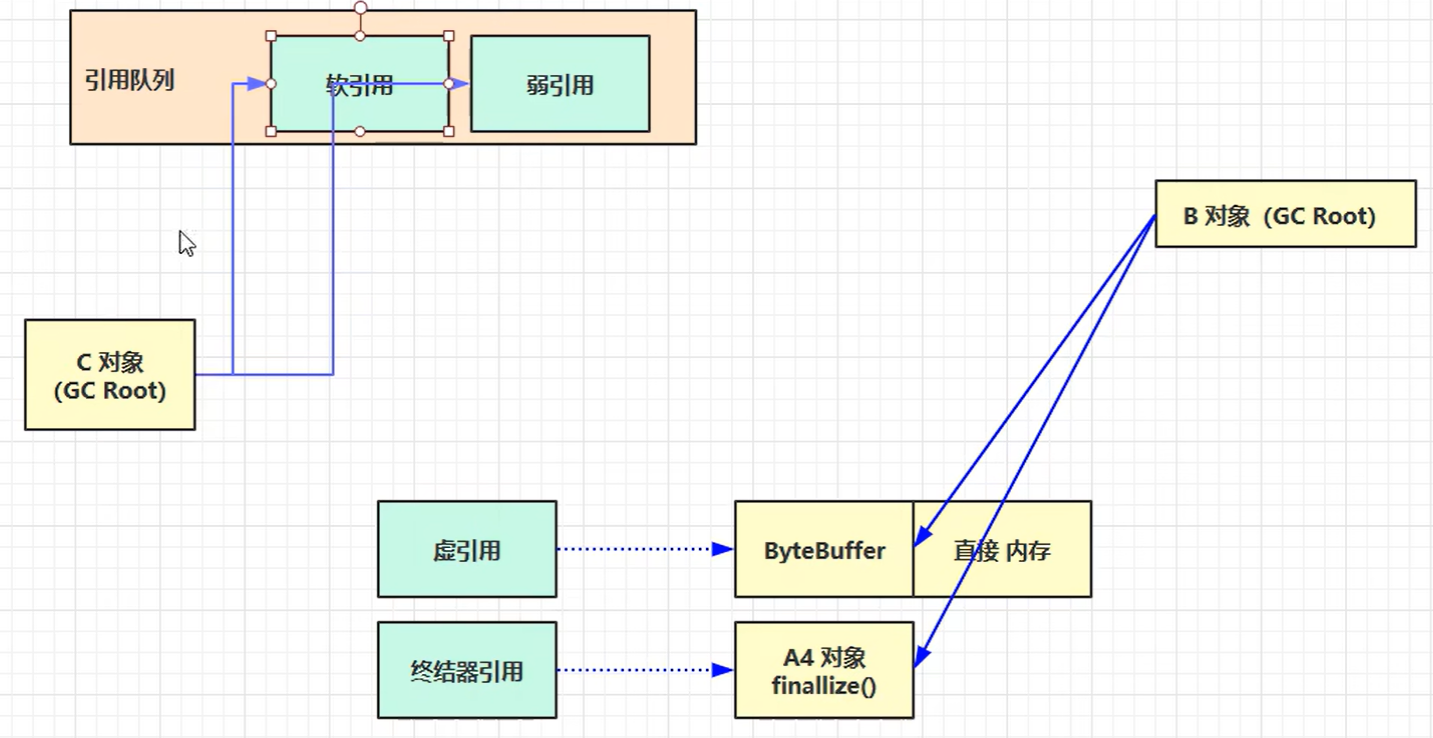 引用队列
软引用
弱引用
B 对象（GC Root）
C 对象
(GC Root)
虚引用
ByteBuffer
直接 内存
终结器引用
A4 对象
finallize()